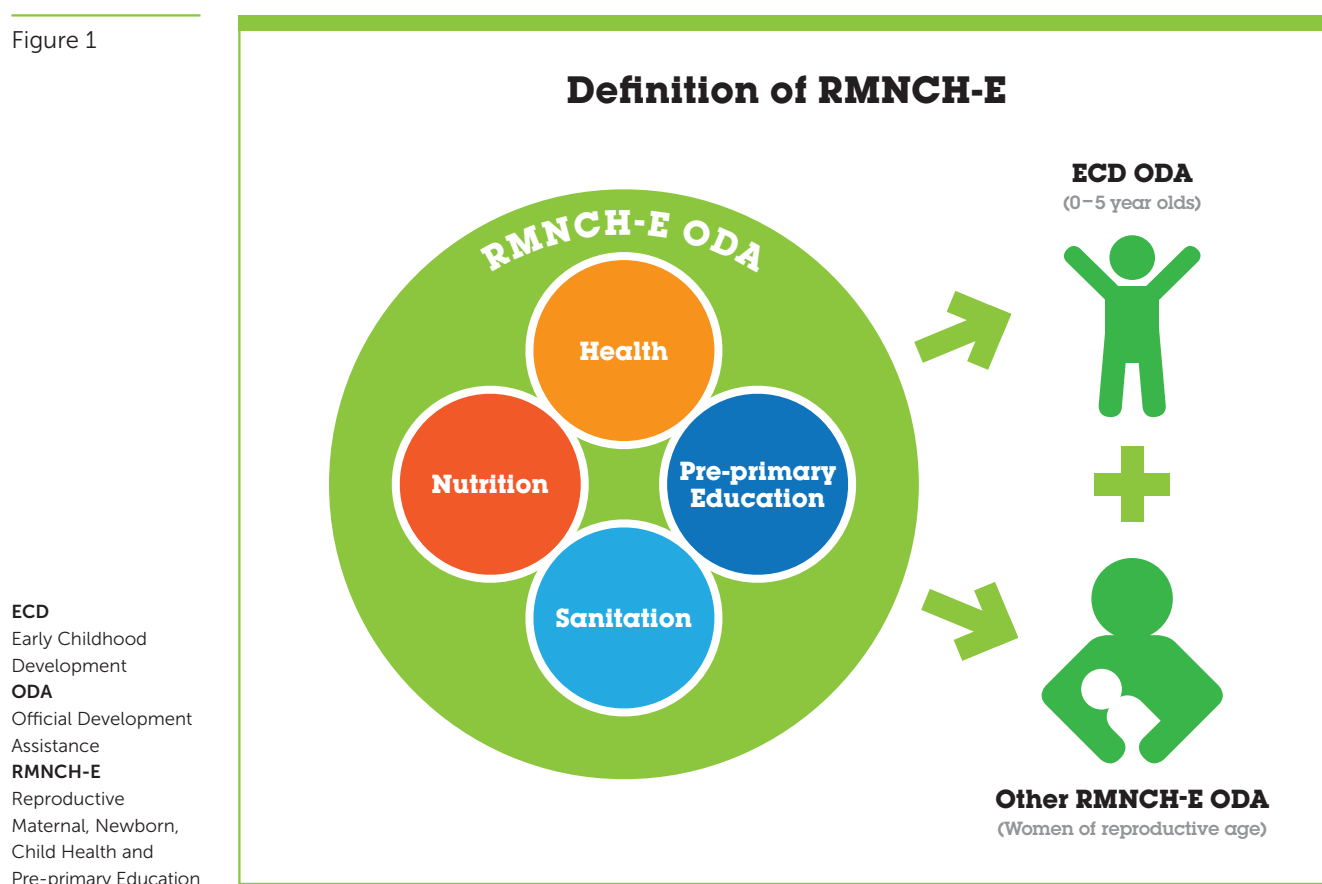 Figure 1
Definition of RMNCH-E
RMNCH-E ODA
Health
Nutrition
Pre-primary
Education
Sanitation
ECD ODA
(0–5 year olds)
Other RMNCH-E ODA
(Women of reproductive age)
ECD
Early Childhood
Development
ODA
Official Development
Assistance
RMNCH-E
Reproductive
Maternal, Newborn,
Child Health and
Pre-primary Education